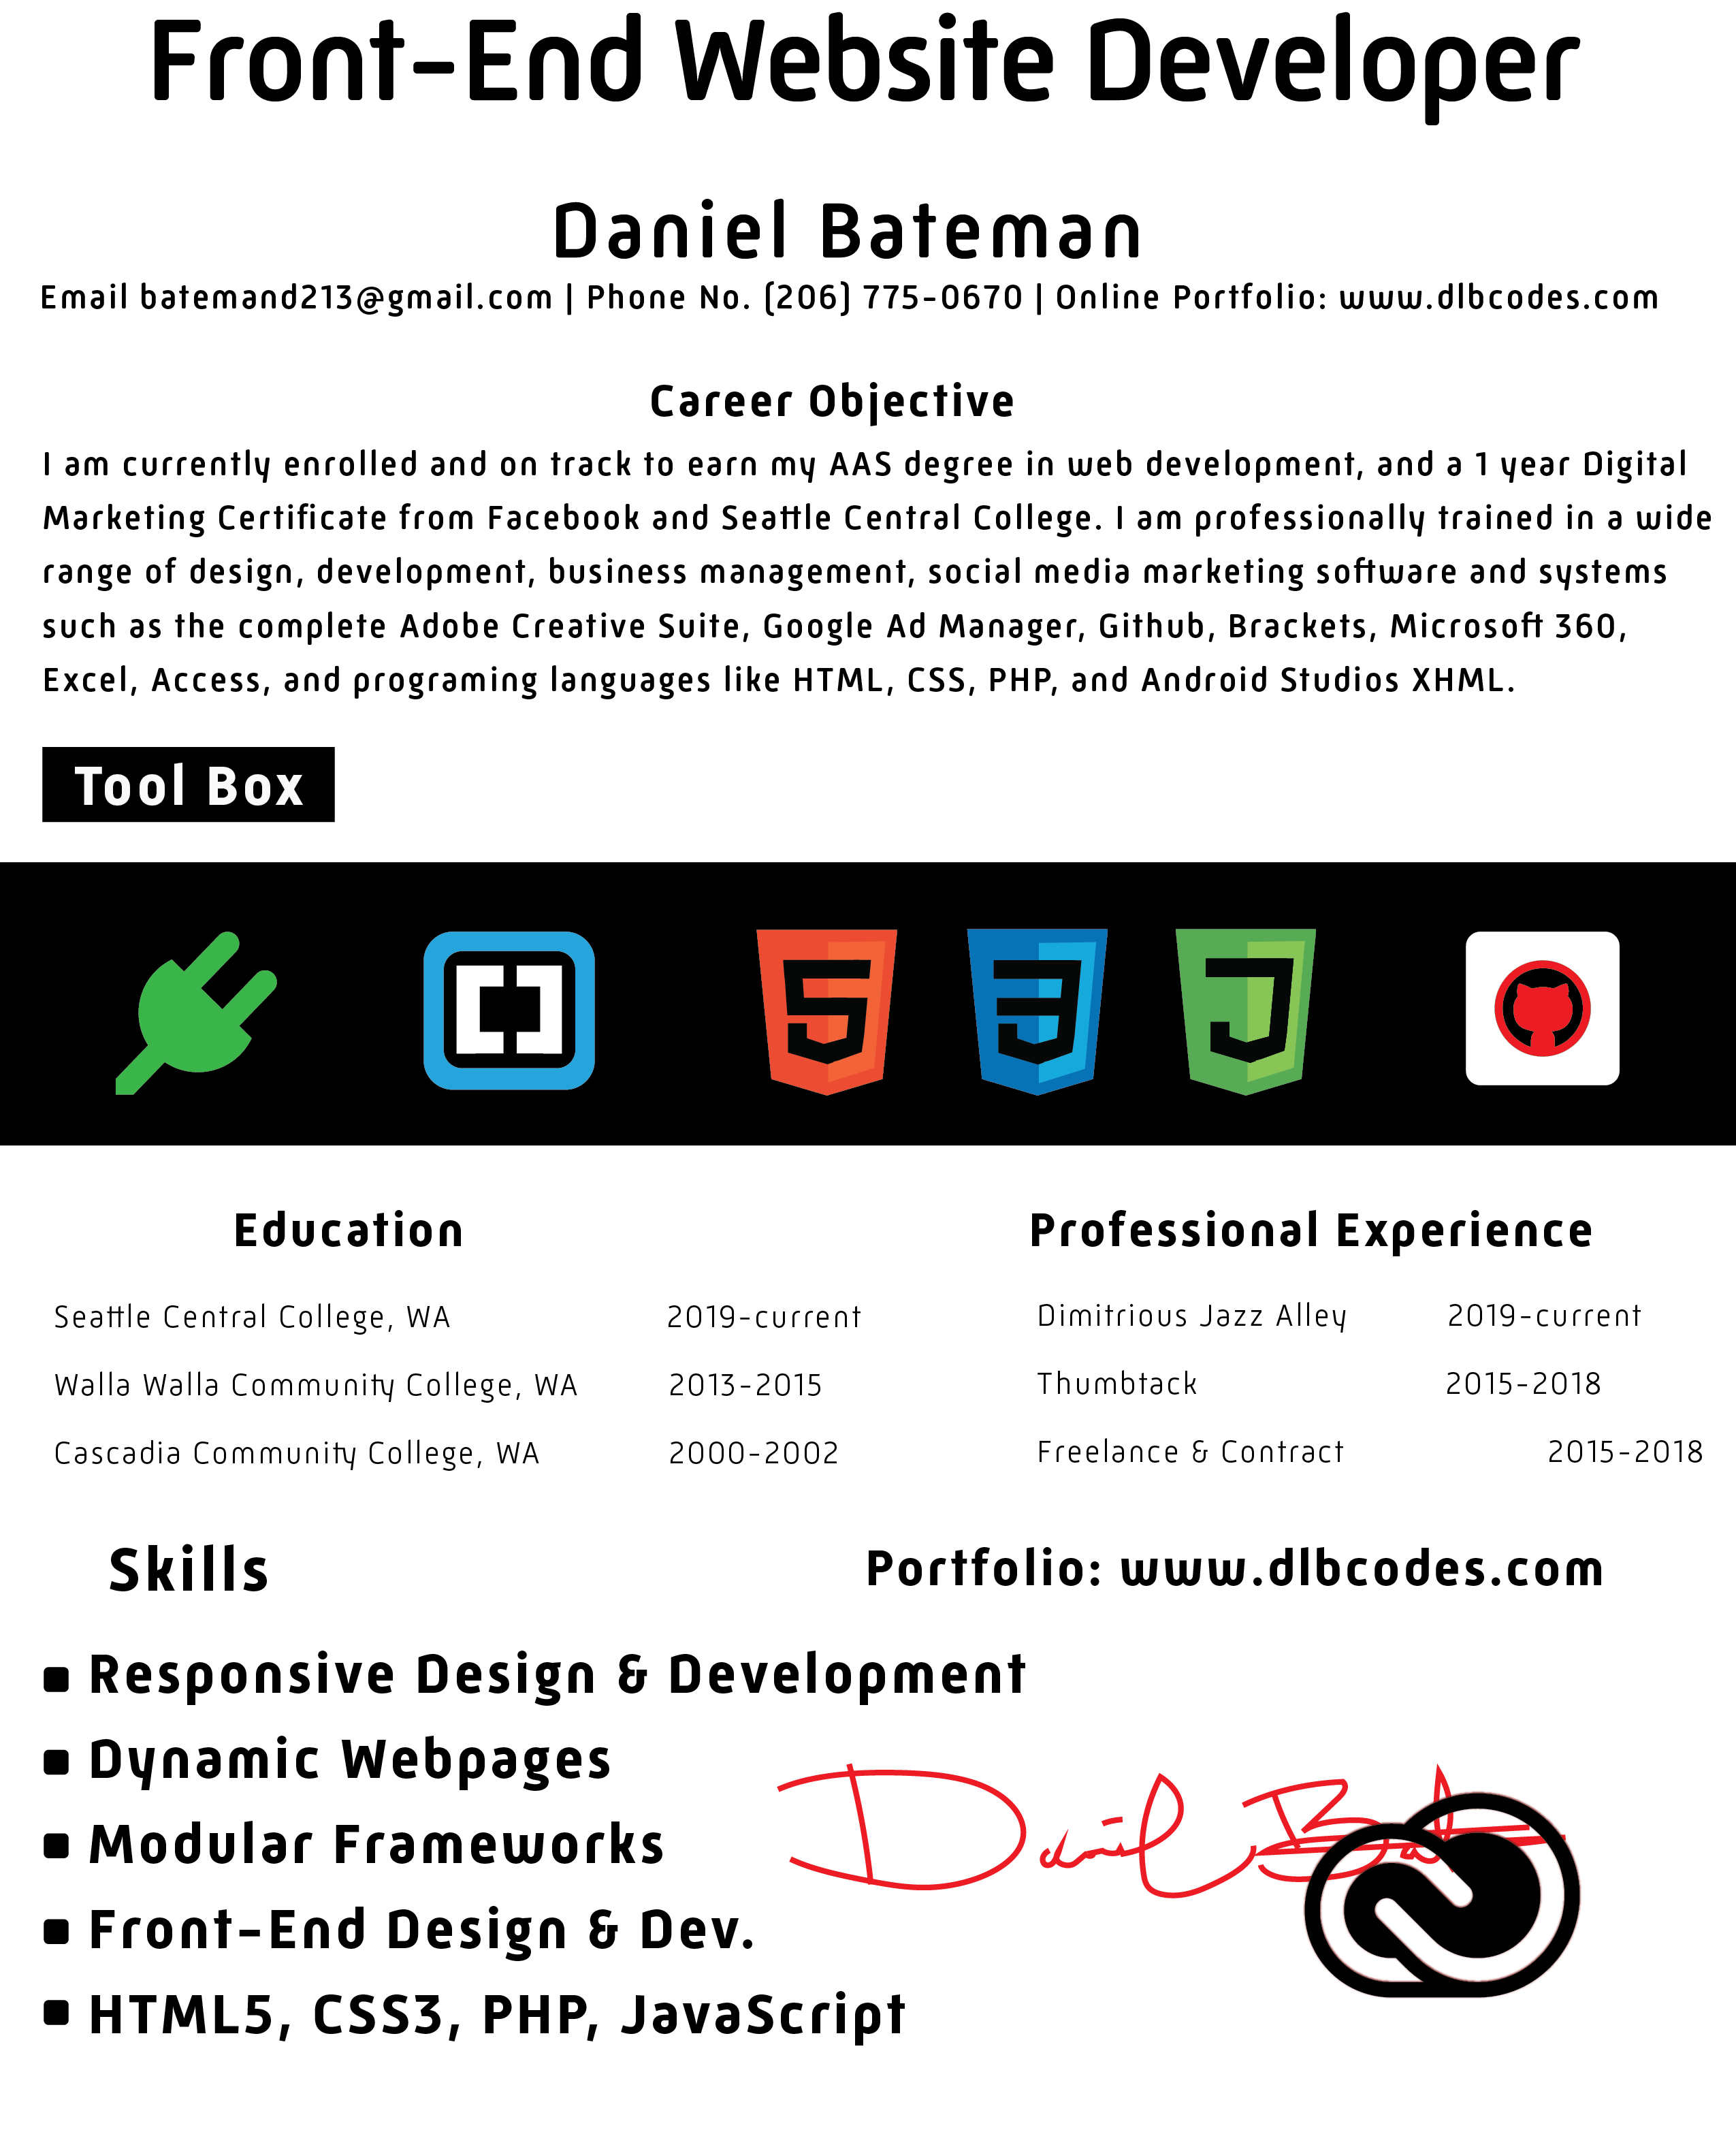 Front-End Website Developer
Daniel Bateman
Email batemand213@gmail.com | Phone No. (206) 775-0670 | Online Portfolio: www.dlbcodes.com
Career Objective
I am currently enrolled and on track to earn my AAS degree in web development, and a 1 year Digital
Marketing Certificate from Facebook and Seattle Central College. I am professionally trained in a wide
range of design, development, business management, social media marketing software and systems
such as the complete Adobe Creative Suite, Google Ad Manager, Github, Brackets, Microsoft 360,
Excel, Access, and programing languages like HTML, CSS, PHP, and Android Studios XHML.
Tool Box
Education
Seattle Central College, WA 2019-current
Walla Walla Community College, WA 2013-2015
Cascadia Community College, WA 2000-2002
Professional Experience
Dimitrious Jazz Alley 2019-current
Thumbtack 2015-2018
Freelance & Contract 2015-2018
Skills
Responsive Design & Development
Dynamic Webpages
Modular Frameworks
Front-End Design & Dev.
HTML5, CSS3, PHP, JavaScript
Portfolio: www.dlbcodes.com
Daniel